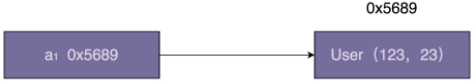 0x5689
a₁ 0x5689
User（123，23）